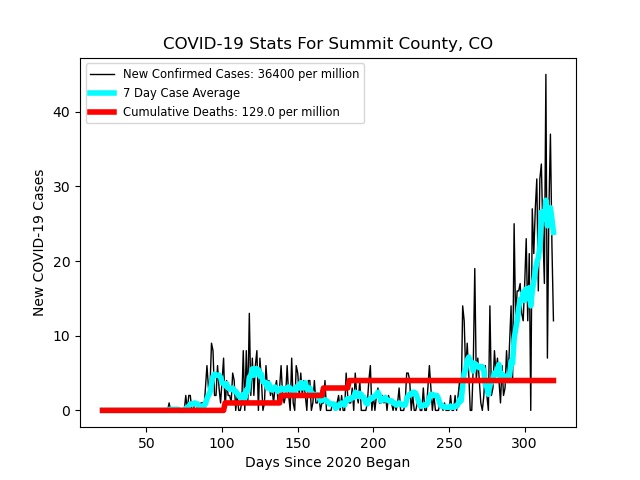 COVID-19 Stats For Summit County, CO
New Confirmed Cases: 36400 per million
7 Day Case Average
Cumulative Deaths: 129.0 per million
New COVID-19 Cases
40
30
20
10
0
50 100 150 200 250 300
Days Since 2020 Began